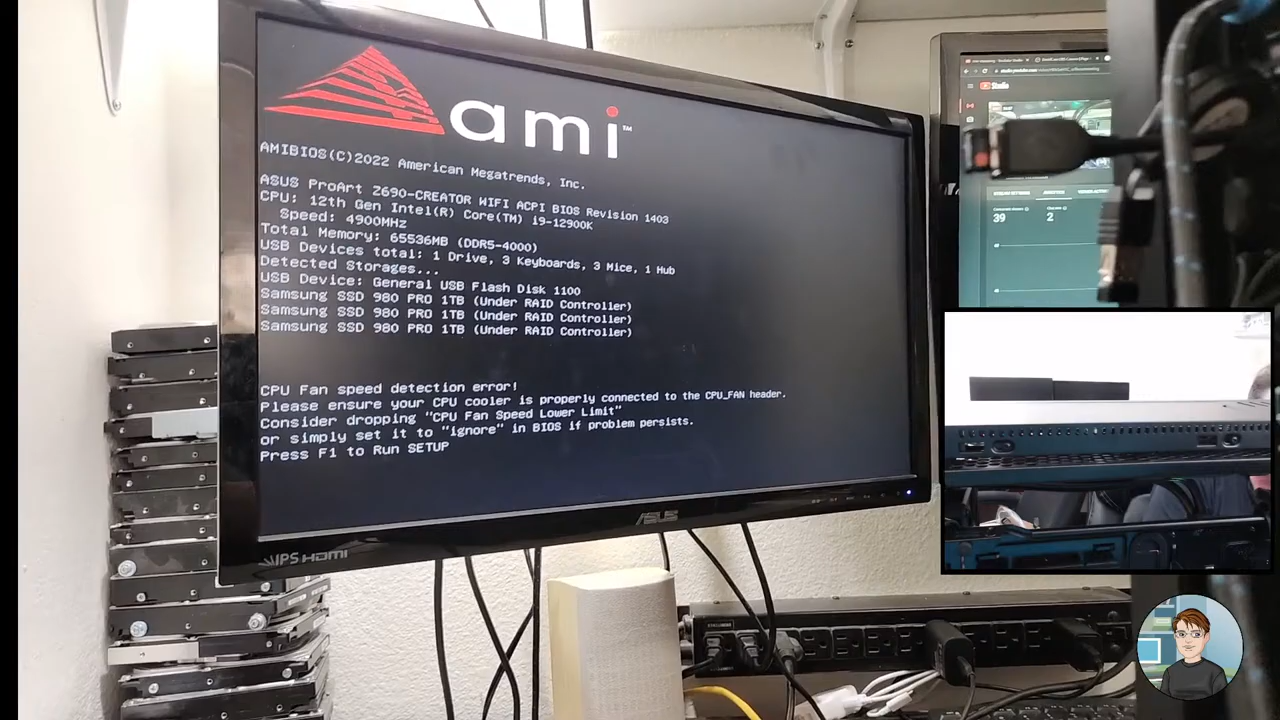 ami™
AMIBIOS(C)2022 American Megatrends, Inc.
ASUS ProArt Z690-CREATOR WIFI ACPI BIOS Revision 1403
CPU: 12th Gen Intel(R) Core(TM) i9-12900K
Speed: 4900MHz
Total Memory: 65536MB (DDR5-4000)
USB Devices total: 1 Drive, 3 Keyboards, 3 Mice, 1 Hub
Detected Storages...
USB Device: General USB Flash Disk 1100
Samsung SSD 980 PRO 1TB (Under RAID Controller)
Samsung SSD 980 PRO 1TB (Under RAID Controller)
Samsung SSD 980 PRO 1TB (Under RAID Controller)
CPU Fan speed detection error!
Please ensure your CPU cooler is properly connected to the CPU_FAN header.
Consider dropping "CPU Fan Speed Lower Limit"
or simply set it to "ignore" in BIOS if problem persists.
Press F1 to Run SETUP
ASUS
IPS HDMI
Studio
39
2